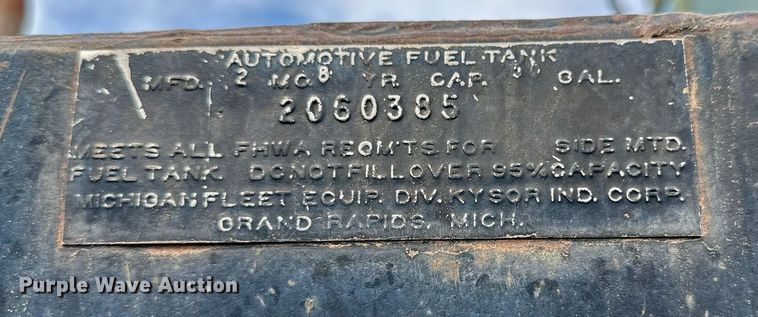 AUTOMOTIVE FUEL TANK
MFD. 2 MO. 8 YR. CAP. GAL.
2060385
MEETS ALL FHWA REQM'TS FOR SIDE MTD.
FUEL TANK. DO NOT FILL OVER 95% CAPACITY
MICHIGAN FLEET EQUIP. DIV. KYSOR IND. CORP.
GRAND RAPIDS, MICH.
Purple Wave Auction